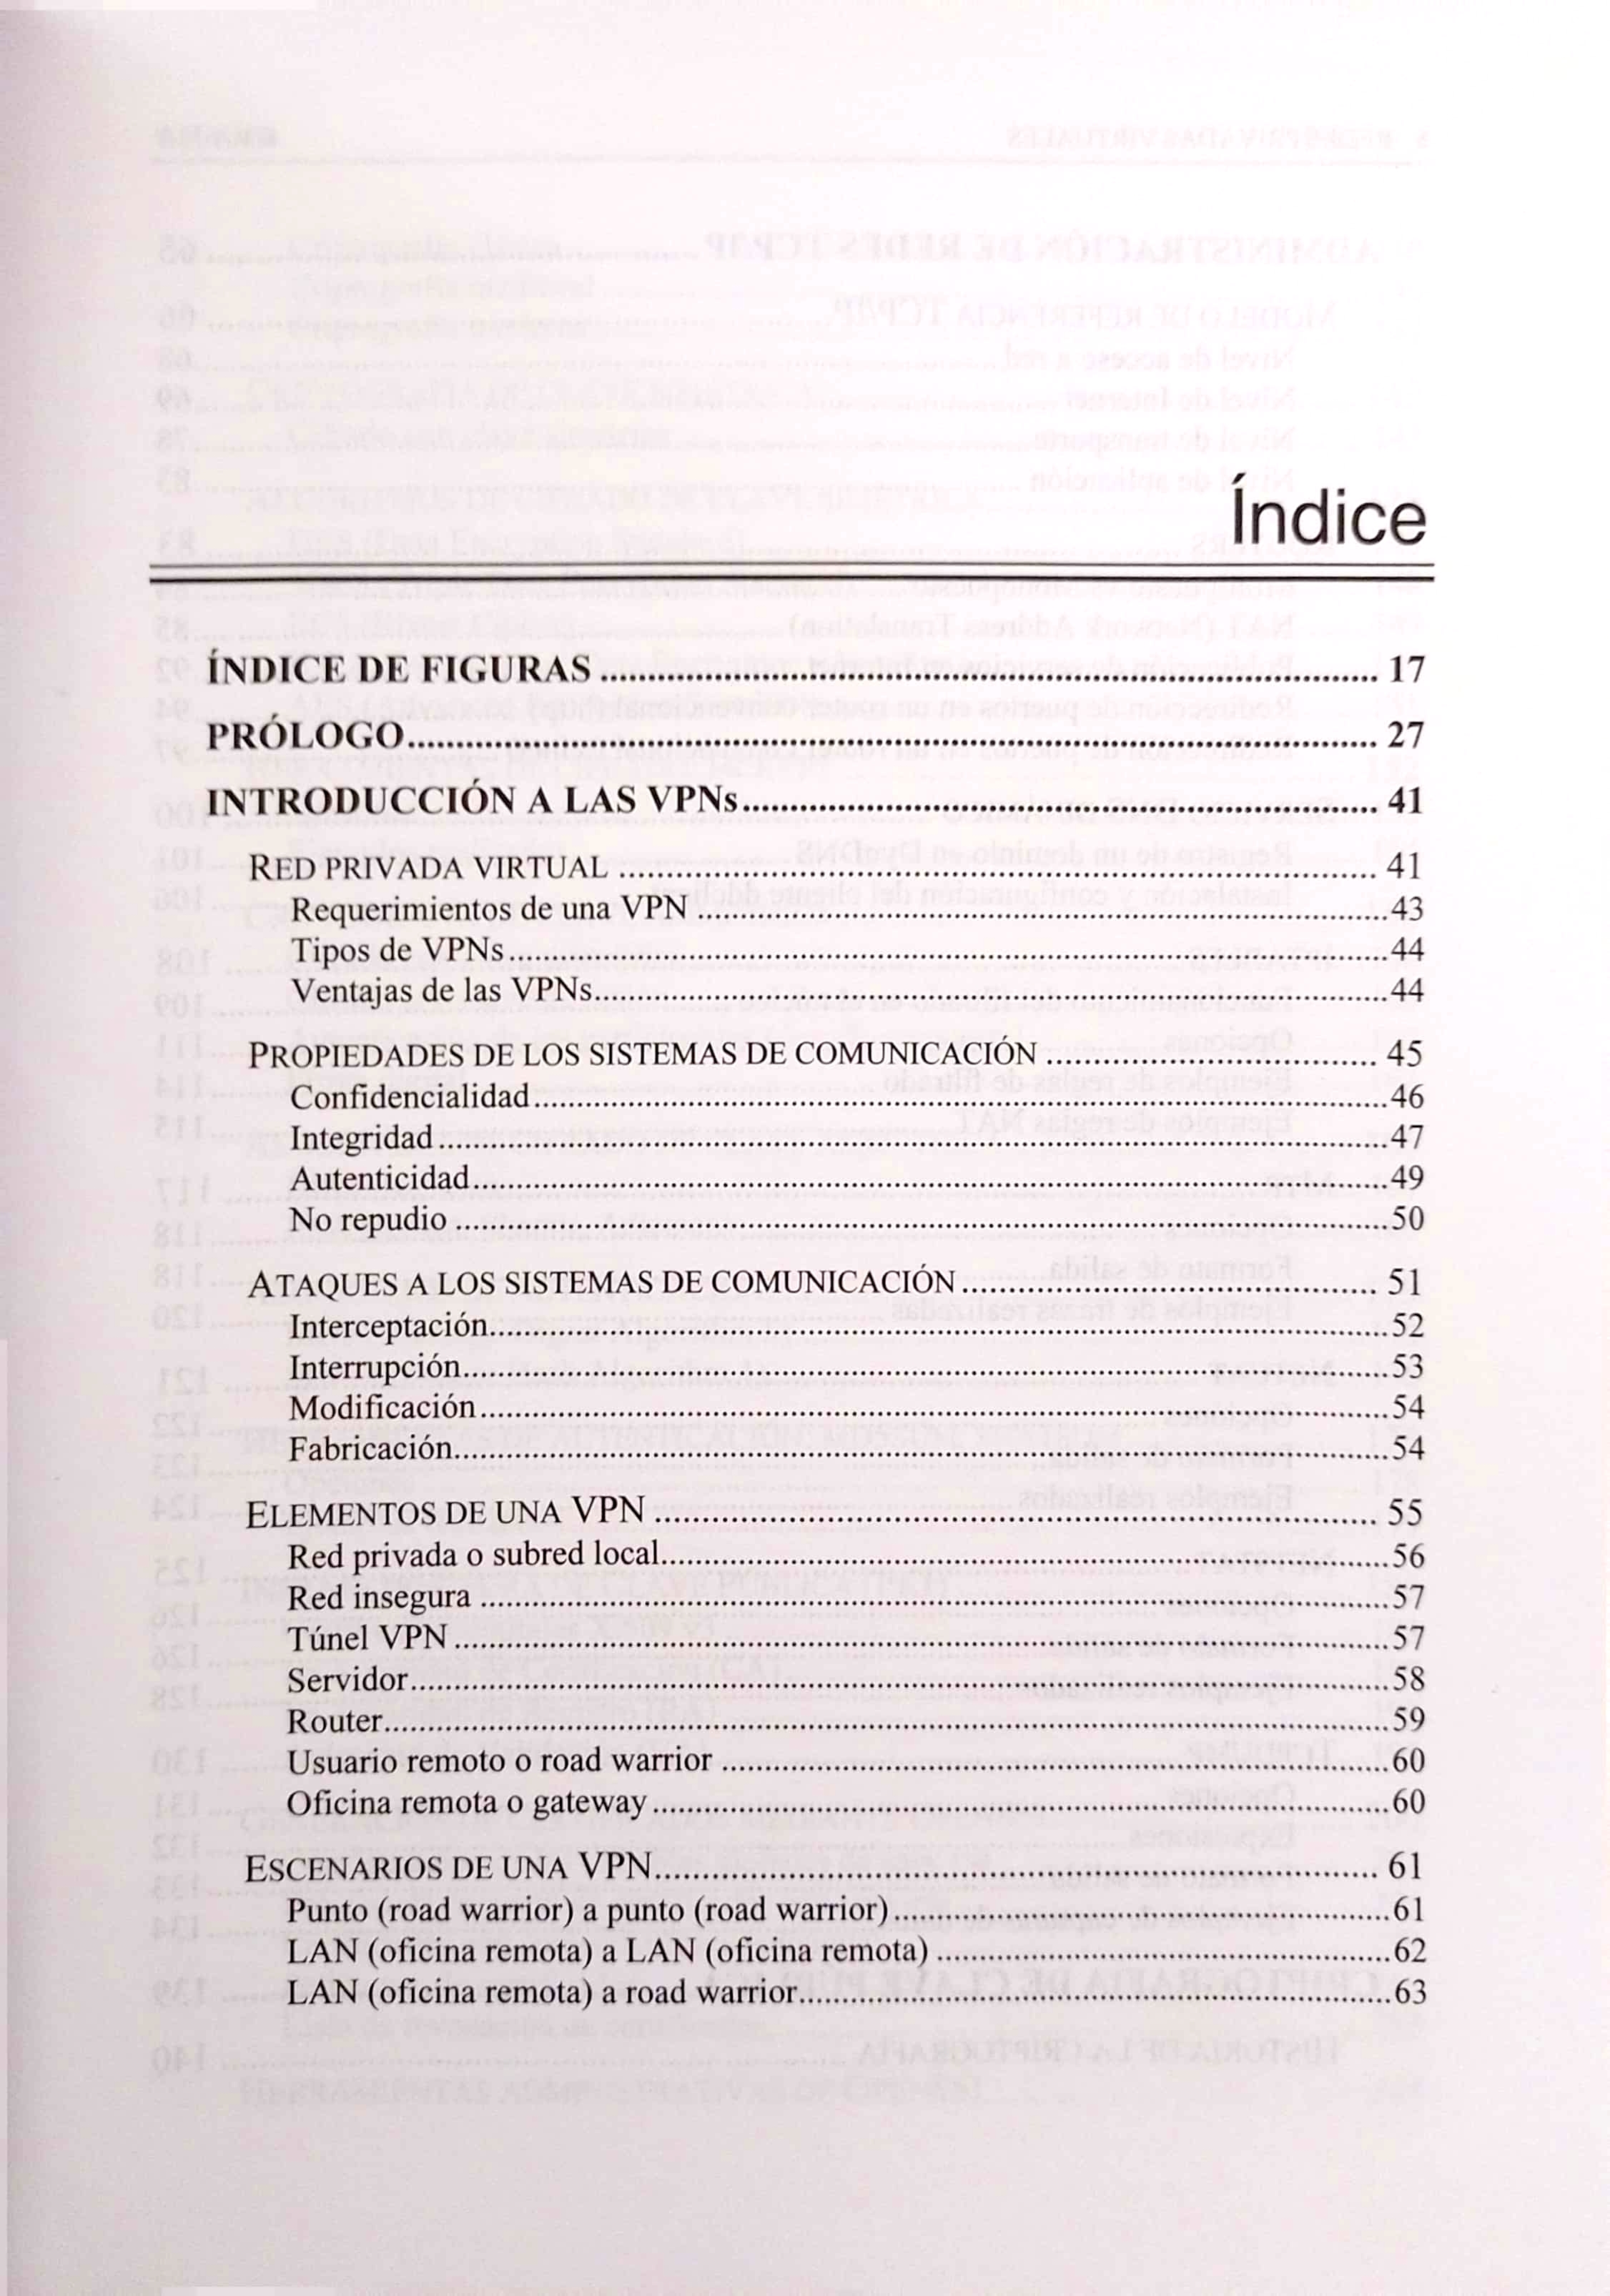 Índice
ÍNDICE DE FIGURAS ........ 17
PRÓLOGO ........ 27
INTRODUCCIÓN A LAS VPNs ........ 41
RED PRIVADA VIRTUAL ........ 41
Requerimientos de una VPN ........ 43
Tipos de VPNs ........ 44
Ventajas de las VPNs ........ 44
PROPIEDADES DE LOS SISTEMAS DE COMUNICACIÓN ........ 45
Confidencialidad ........ 46
Integridad ........ 47
Autenticidad ........ 49
No repudio ........ 50
ATAQUES A LOS SISTEMAS DE COMUNICACIÓN ........ 51
Interceptación ........ 52
Interrupción ........ 53
Modificación ........ 54
Fabricación ........ 54
ELEMENTOS DE UNA VPN ........ 55
Red privada o subred local ........ 56
Red insegura ........ 57
Túnel VPN ........ 57
Servidor ........ 58
Router ........ 59
Usuario remoto o road warrior ........ 60
Oficina remota o gateway ........ 60
ESCENARIOS DE UNA VPN ........ 61
Punto (road warrior) a punto (road warrior) ........ 61
LAN (oficina remota) a LAN (oficina remota) ........ 62
LAN (oficina remota) a road warrior ........ 63